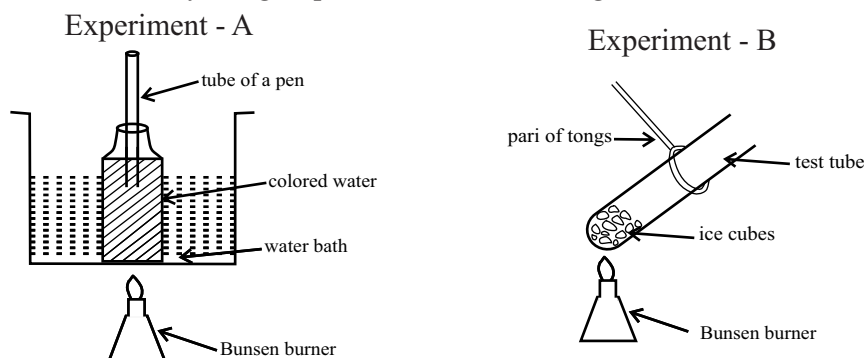 Experiment - A
tube of a pen
colored water
water bath
Bunsen burner
Experiment - B
pari of tongs
test tube
ice cubes
Bunsen burner